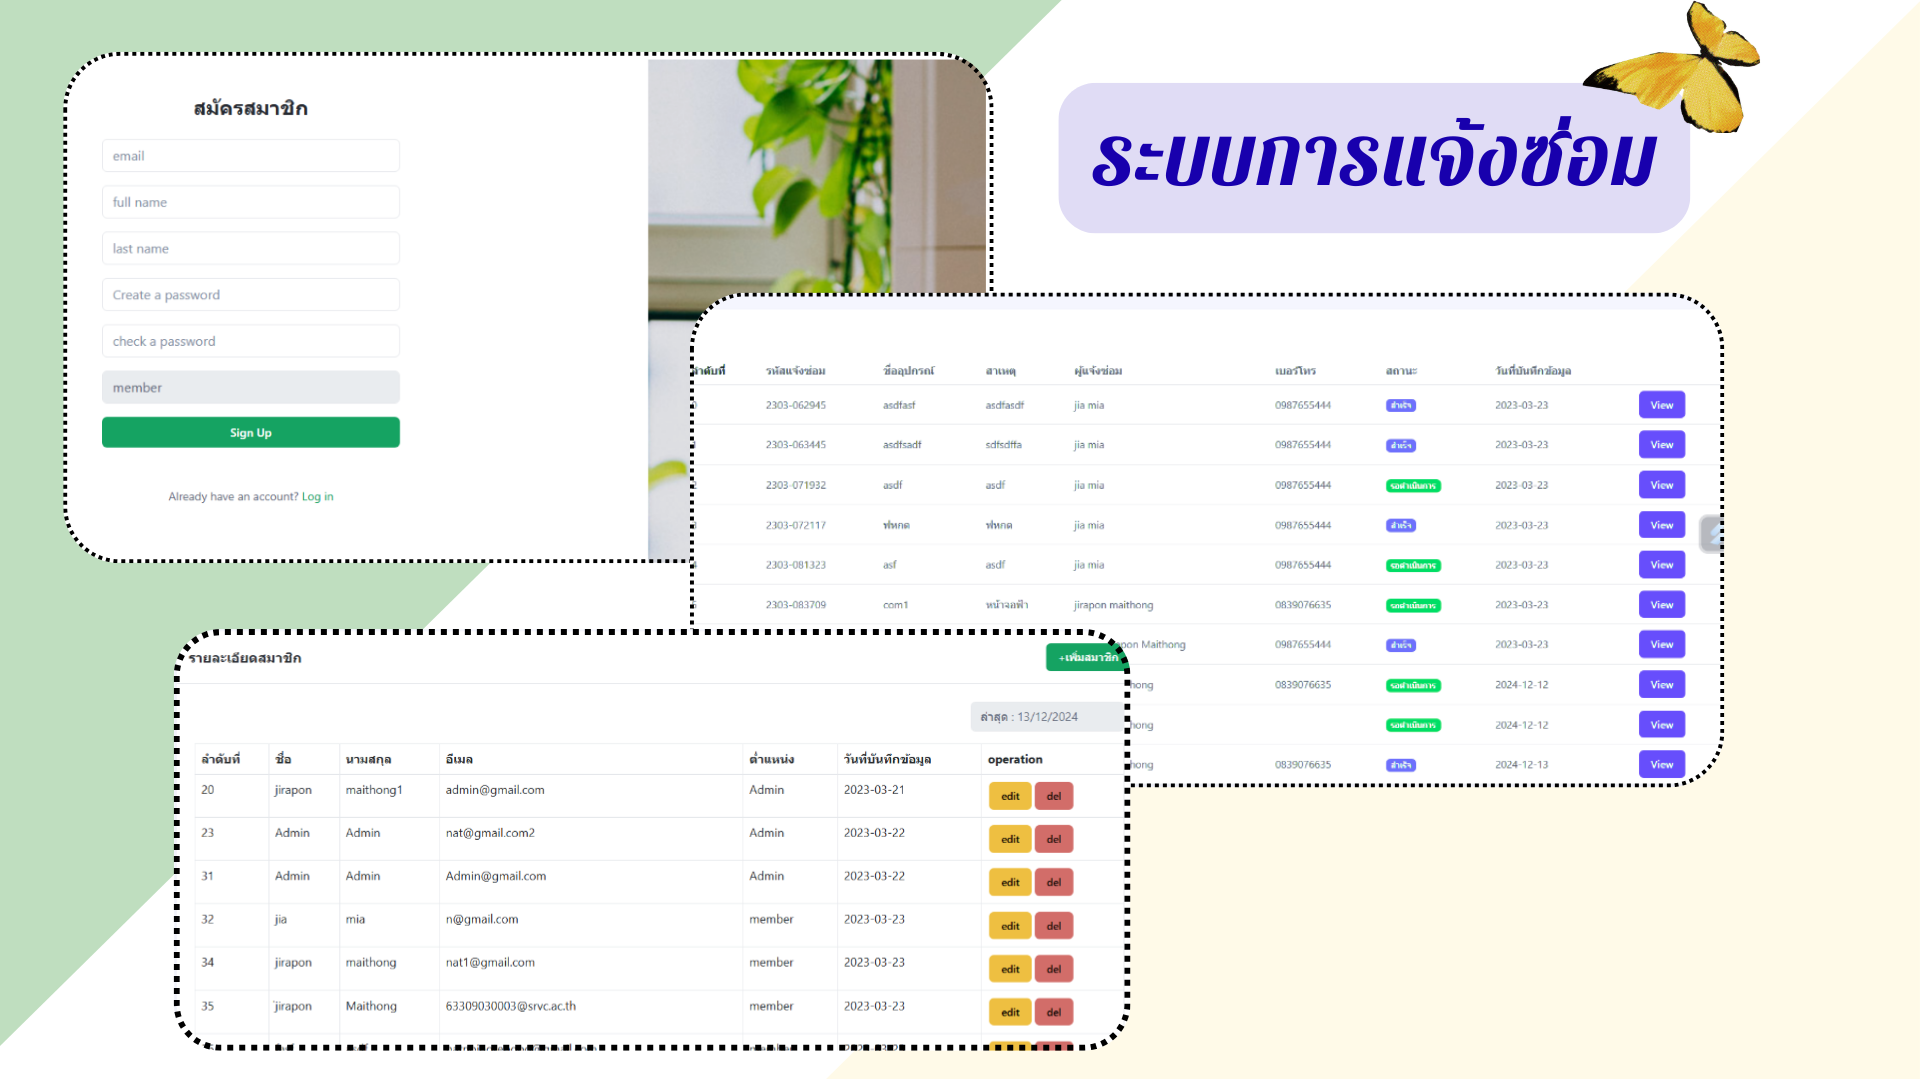 สมัครสมาชิก
email
full name
last name
Create a password
check a password
member
Sign Up
Already have an account? Log in
ระบบการแจ้งซ่อม
ลำดับที่ รหัสแจ้งซ่อม ชื่ออุปกรณ์ สาเหตุ ผู้แจ้งซ่อม เบอร์โทร สถานะ วันที่บันทึกข้อมูล
2303-062945 asdfasf asdfasdf jia mia 0987655444 สำเร็จ 2023-03-23 View
2303-063445 asdfsadf sdfsdffa jia mia 0987655444 สำเร็จ 2023-03-23 View
2303-071932 asdf asdf jia mia 0987655444 รอดำเนินการ 2023-03-23 View
2303-072117 ฟหกด ฟหกด jia mia 0987655444 สำเร็จ 2023-03-23 View
2303-081323 asf asdf jia mia 0987655444 รอดำเนินการ 2023-03-23 View
2303-083709 com1 หน้าจอฟ้า jirapon maithong 0839076635 รอดำเนินการ 2023-03-23 View
pon Maithong 0987655444 สำเร็จ 2023-03-23 View
hong 0839076635 รอดำเนินการ 2024-12-12 View
hong รอดำเนินการ 2024-12-12 View
hong 0839076635 สำเร็จ 2024-12-13 View
รายละเอียดสมาชิก +เพิ่มสมาชิก
ล่าสุด : 13/12/2024
ลำดับที่ ชื่อ นามสกุล อีเมล ตำแหน่ง วันที่บันทึกข้อมูล operation
20 jirapon maithong1 admin@gmail.com Admin 2023-03-21 edit del
23 Admin Admin nat@gmail.com2 Admin 2023-03-22 edit del
31 Admin Admin Admin@gmail.com Admin 2023-03-22 edit del
32 jia mia n@gmail.com member 2023-03-23 edit del
34 jirapon maithong nat1@gmail.com member 2023-03-23 edit del
35 jirapon Maithong 63309030003@srvc.ac.th member 2023-03-23 edit del